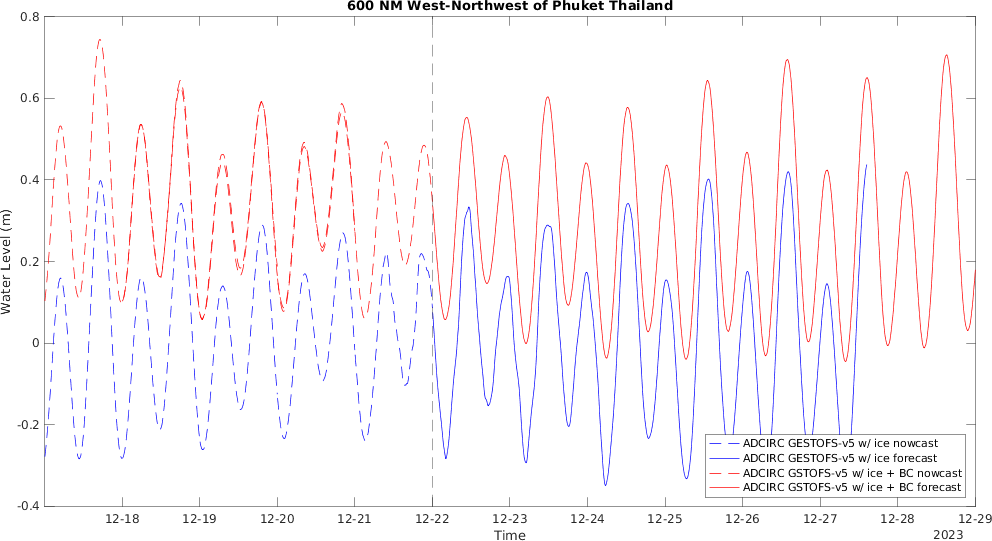 600 NM West-Northwest of Phuket Thailand
Water Level (m)
0.8
0.6
0.4
0.2
0
-0.2
-0.4
ADCIRC GESTOFS-v5 w/ ice nowcast
ADCIRC GESTOFS-v5 w/ ice forecast
ADCIRC GSTOFS-v5 w/ ice + BC nowcast
ADCIRC GSTOFS-v5 w/ ice + BC forecast
12-18 12-19 12-20 12-21 12-22 12-23 12-24 12-25 12-26 12-27 12-28 12-29
Time
2023